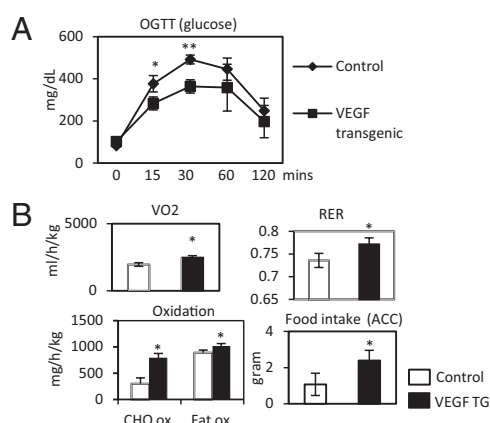 A
OGTT (glucose)
600
400
200
0
mg/dL
* **
0 15 30 60 120 mins
Control
VEGF
transgenic
B
VO2
5000
0
ml/h/kg
*
RER
0.8
0.75
0.7
0.65
*
Oxidation
1500
1000
500
0
mg/h/kg
* *
CHO ox Fat ox
Food intake (ACC)
4
2
0
gram
*
Control
VEGF TG